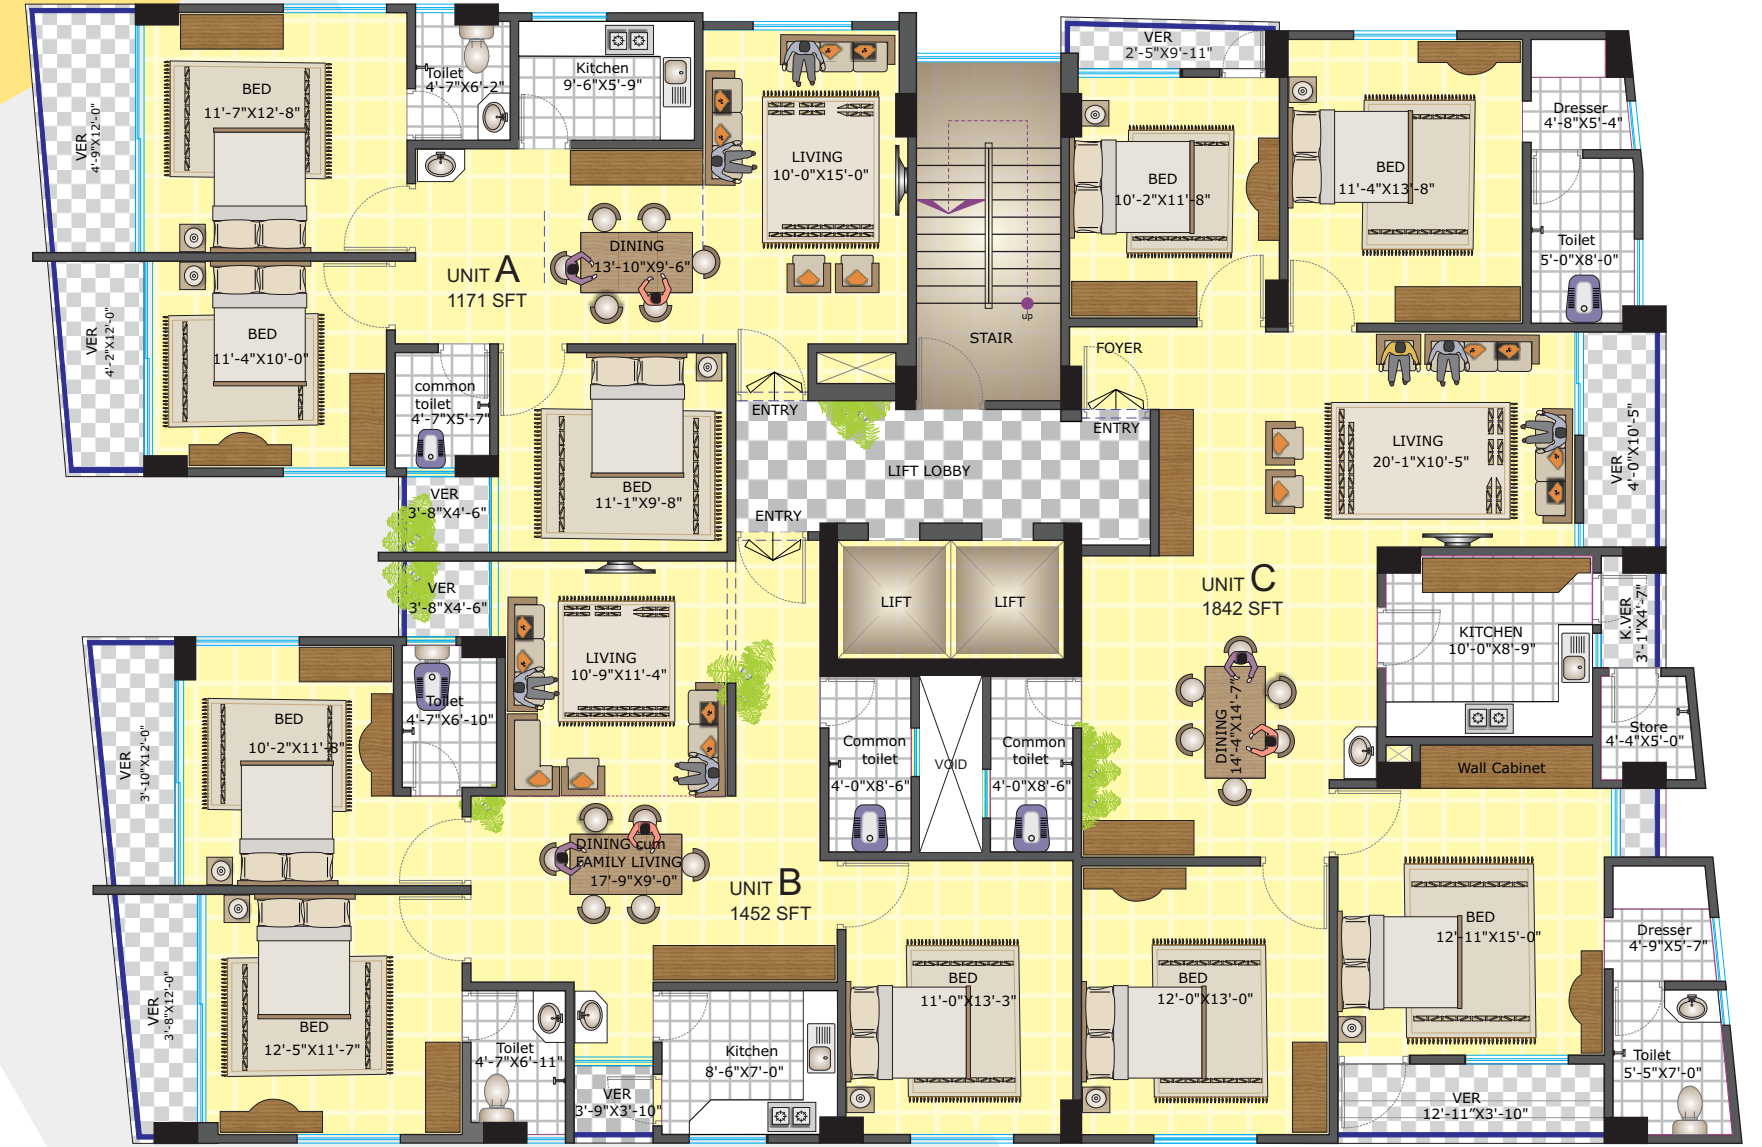 BED
11'-7"X12'-8"
VER
4'-9"X12'-0"
Toilet
4'-7"X6'-2"
Kitchen
9'-6"X5'-9"
LIVING
10'-0"X15'-0"
DINING
13'-10"X9'-6"
UNIT A
1171 SFT
VER
4'-2"X12'-0"
BED
11'-4"X10'-0"
common
toilet
4'-7"X5'-7"
VER
3'-8"X4'-6"
BED
11'-1"X9'-8"
ENTRY
STAIR
up
LIFT LOBBY
ENTRY
LIFT
LIFT
VER
2'-5"X9'-11"
BED
10'-2"X11'-8"
BED
11'-4"X13'-8"
Dresser
4'-8"X5'-4"
Toilet
5'-0"X8'-0"
FOYER
ENTRY
LIVING
20'-1"X10'-5"
VER
4'-0"X10'-5"
UNIT C
1842 SFT
KITCHEN
10'-0"X8'-9"
K.VER
3'-1"X4'-7"
Store
4'-4"X5'-0"
Wall Cabinet
DINING
14'-4"X14'-7"
VER
3'-8"X4'-6"
LIVING
10'-9"X11'-4"
Toilet
4'-7"X6'-10"
BED
10'-2"X11'-8"
VER
3'-10"X12'-0"
Common
toilet
4'-0"X8'-6"
VOID
Common
toilet
4'-0"X8'-6"
DINING cum
FAMILY LIVING
17'-9"X9'-0"
UNIT B
1452 SFT
VER
3'-8"X12'-0"
BED
12'-5"X11'-7"
Toilet
4'-7"X6'-11"
VER
3'-9"X3'-10"
Kitchen
8'-6"X7'-0"
BED
11'-0"X13'-3"
BED
12'-0"X13'-0"
BED
12'-11"X15'-0"
Dresser
4'-9"X5'-7"
Toilet
5'-5"X7'-0"
VER
12'-11"X3'-10"